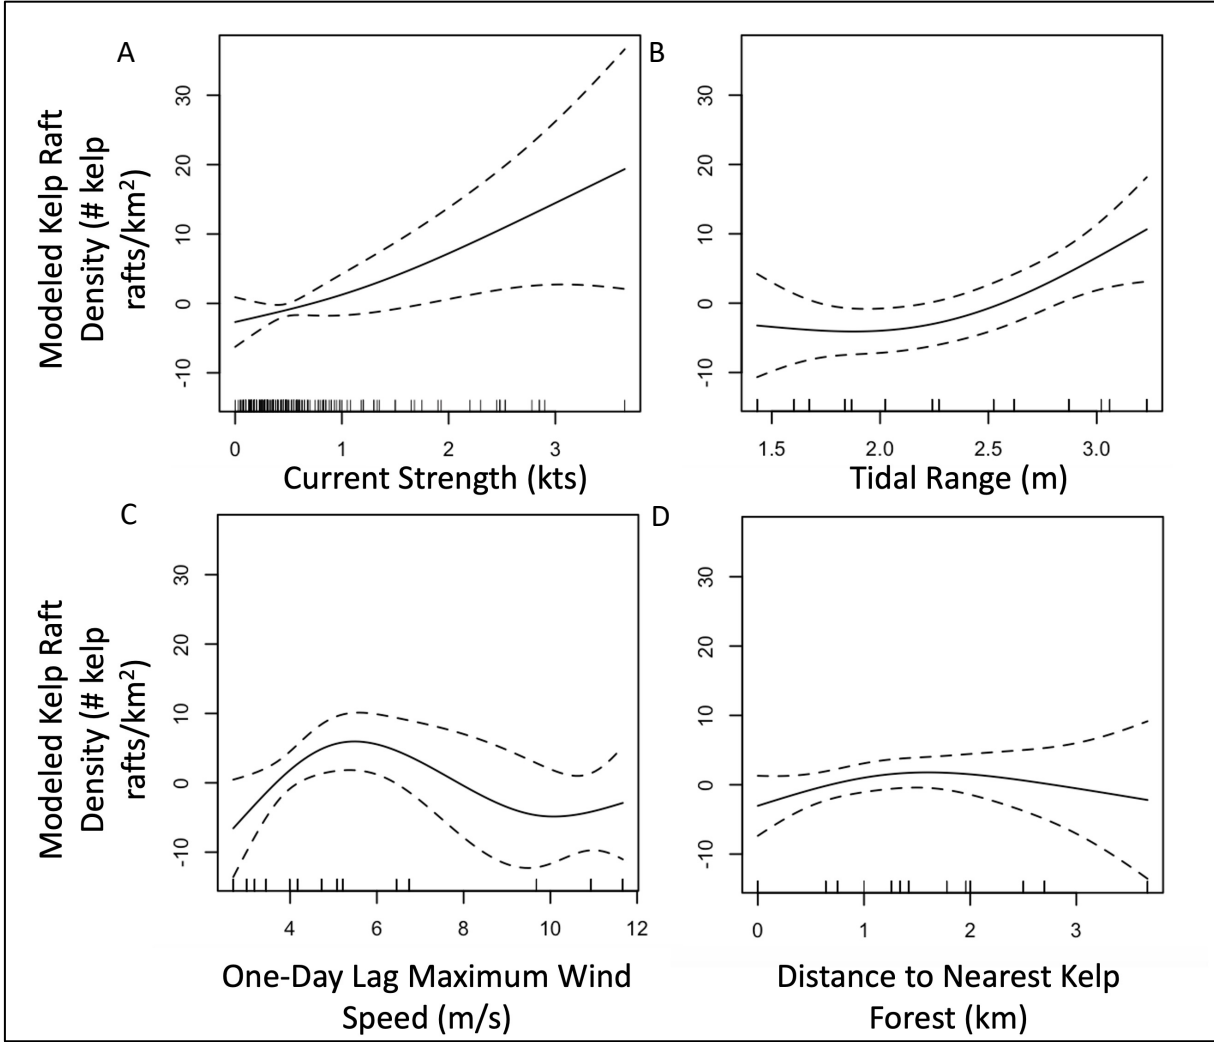 A
B
Modeled Kelp Raft
Density (# kelp
rafts/km²)
30
20
10
0
-10
0 1 2 3
Current Strength (kts)
30
20
10
0
-10
1.5 2.0 2.5 3.0
Tidal Range (m)
C
D
Modeled Kelp Raft
Density (# kelp
rafts/km²)
30
20
10
0
-10
4 6 8 10 12
One-Day Lag Maximum Wind
Speed (m/s)
30
20
10
0
-10
0 1 2 3
Distance to Nearest Kelp
Forest (km)